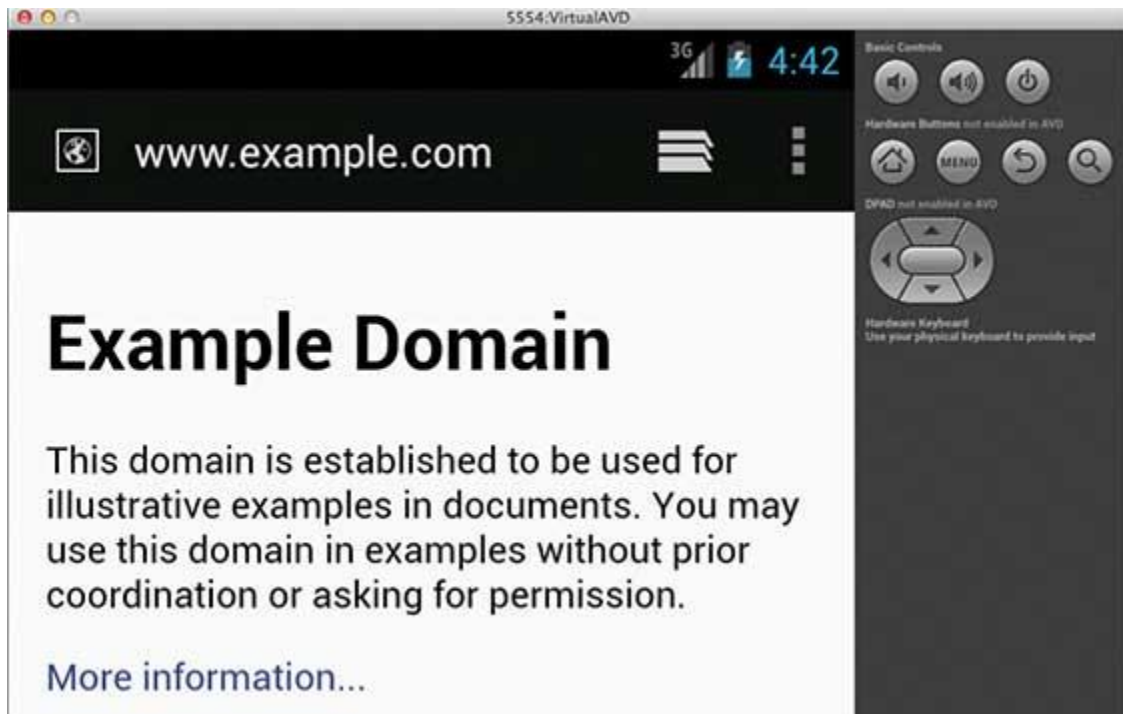 5554:VirtualAVD
3G 4:42
www.example.com
Example Domain
This domain is established to be used for
illustrative examples in documents. You may
use this domain in examples without prior
coordination or asking for permission.
More information...
Basic Controls
Hardware Buttons not enabled in AVD
MENU
DPAD not enabled in AVD
Hardware Keyboard
Use your physical keyboard to provide input